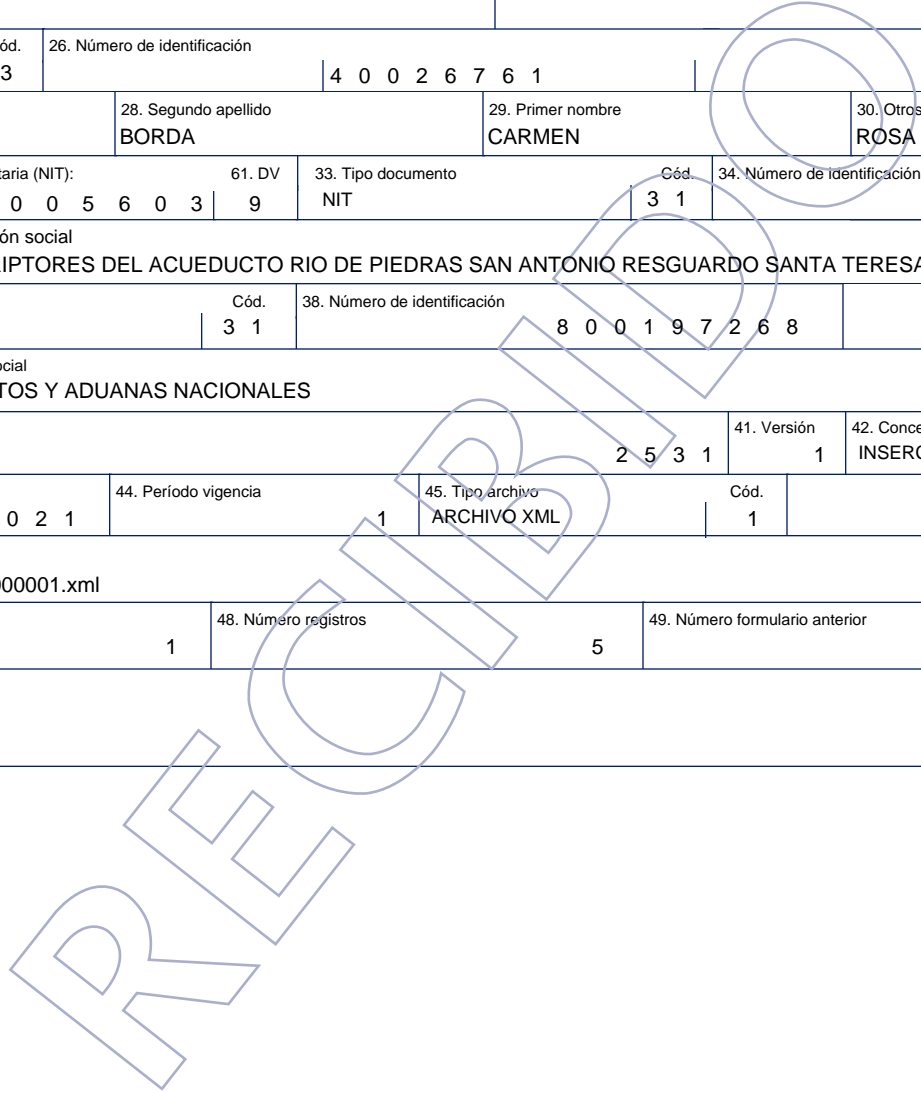 ód. 26. Número de identificación
3 4 0 0 2 6 7 6 1
28. Segundo apellido 29. Primer nombre 30. Otros
BORDA CARMEN ROSA
taria (NIT): 61. DV 33. Tipo documento Cód. 34. Número de identificación
0 0 5 6 0 3 9 NIT 3 1
ón social
IPTORES DEL ACUEDUCTO RIO DE PIEDRAS SAN ANTONIO RESGUARDO SANTA TERESA
Cód. 38. Número de identificación
3 1 8 0 0 1 9 7 2 6 8
ocial
TOS Y ADUANAS NACIONALES
41. Versión 42. Conce
2 5 3 1 1 INSERC
44. Período vigencia 45. Tipo archivo Cód.
0 2 1 1 ARCHIVO XML 1
000001.xml
48. Número registros 49. Número formulario anterior
1 5
RECIBIDO